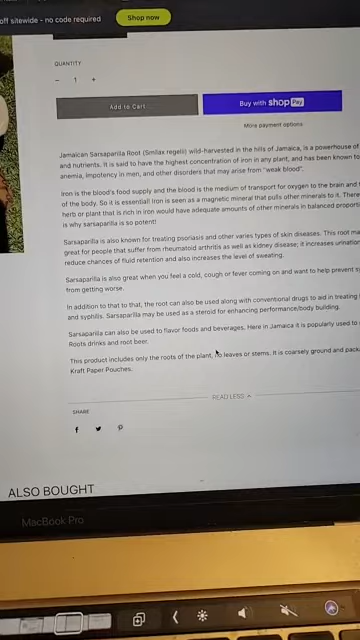 off sitewide - no code required
Shop now
QUANTITY
− 1 +
Add to Cart
Buy with shop Pay
More payment options
Jamaican Sarsaparilla Root (Smilax regelii) wild-harvested in the hills of Jamaica, is a powerhouse of
and nutrients. It is said to have the highest concentration of iron in any plant, and has been known to
anemia, impotency in men, and other disorders that may arise from "weak blood".
Iron is the blood's food supply and the blood is the medium of transport for oxygen to the brain and
of the body. So it is essential! Iron is seen as a magnetic mineral that pulls other minerals to it. There
herb or plant that is rich in iron would have adequate amounts of other minerals in balanced proporti
is why sarsaparilla is so potent!
Sarsaparilla is also known for treating psoriasis and other varies types of skin diseases. This root ma
great for people that suffer from rheumatoid arthritis as well as kidney disease; it increases urination
reduce chances of fluid retention and also increases the level of sweating.
Sarsaparilla is also great when you feel a cold, cough or fever coming on and want to help prevent s
from getting worse.
In addition to that to that, the root can also be used along with conventional drugs to aid in treating
and syphilis. Sarsaparilla may be used as a steroid for enhancing performance/body building.
Sarsaparilla can also be used to flavor foods and beverages. Here in Jamaica it is popularly used to
Roots drinks and root beer.
This product includes only the roots of the plant, no leaves or stems. It is coarsely ground and pack
Kraft Paper Pouches.
READ LESS
SHARE
ALSO BOUGHT
MacBook Pro